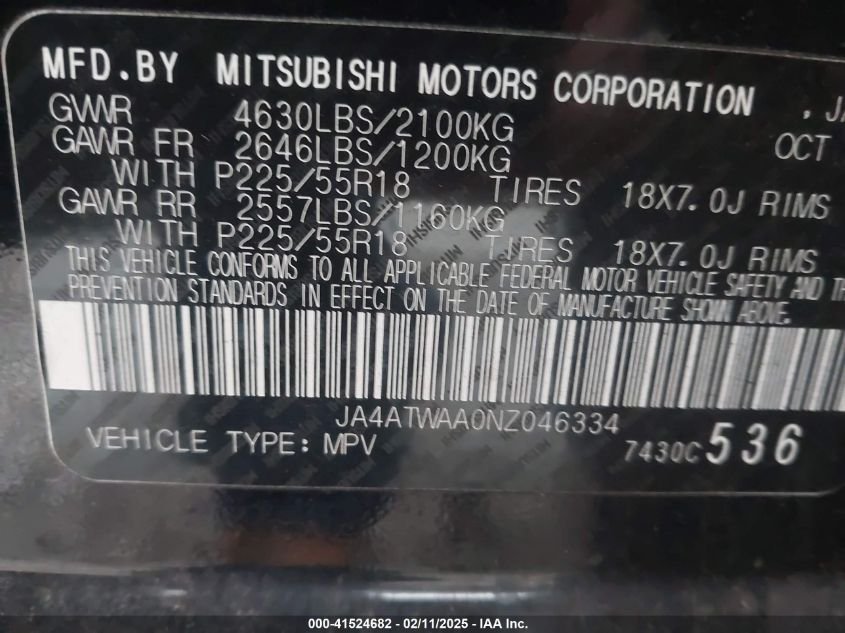 MFD.BY MITSUBISHI MOTORS CORPORATION
GVWR 4630LBS/2100KG OCT
GAWR FR 2646LBS/1200KG
WITH P225/55R18 TIRES 18X7.0J RIMS
GAWR RR 2557LBS/1160KG
WITH P225/55R18 TIRES 18X7.0J RIMS
THIS VEHICLE CONFORMS TO ALL APPLICABLE FEDERAL MOTOR VEHICLE SAFETY AND
PREVENTION STANDARDS IN EFFECT ON THE DATE OF MANUFACTURE SHOWN ABOVE.
JA4ATWAA0NZ046334
VEHICLE TYPE: MPV 7430C 536
000-41524682 - 02/11/2025 - IAA Inc.